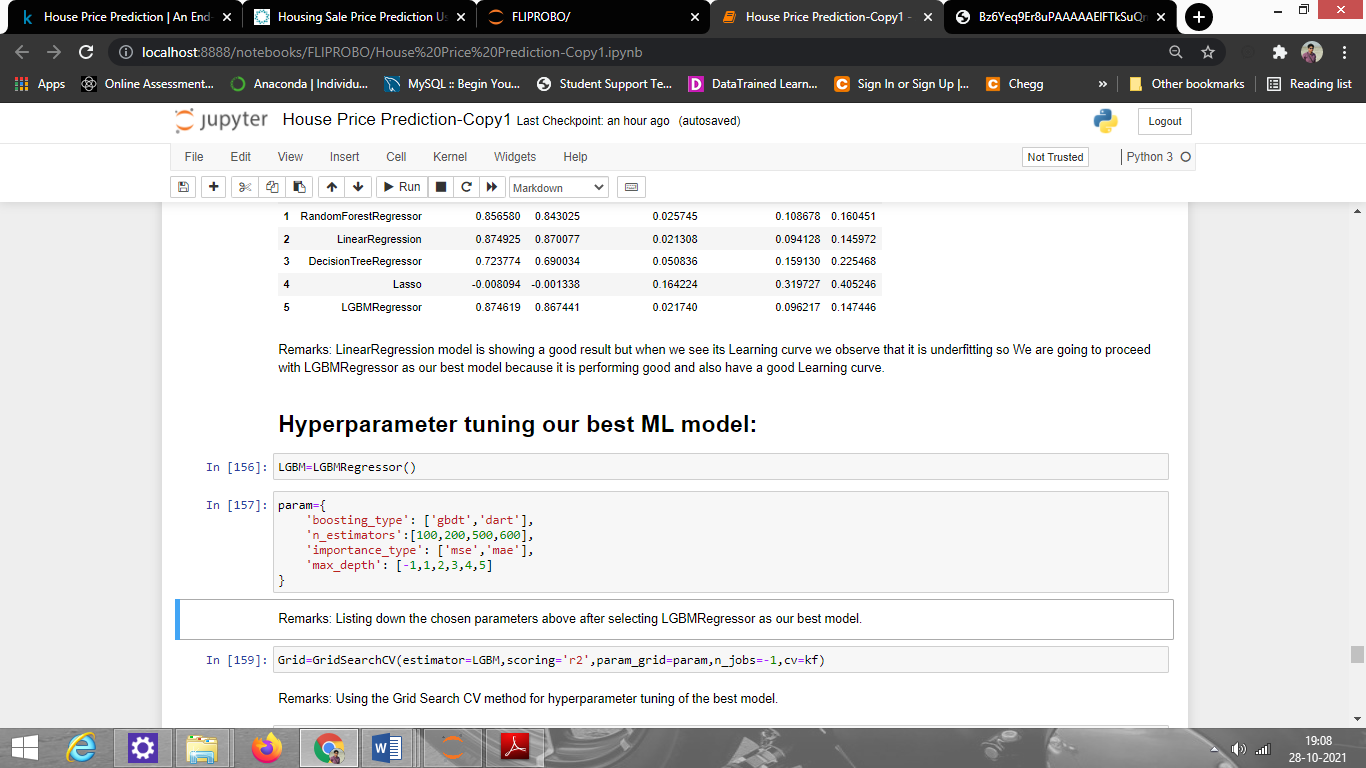 House Price Prediction | An End
Housing Sale Price Prediction Us
FLIPROBO/
House Price Prediction-Copy1 -
Bz6Yeq9Er8uPAAAAAElFTkSuQm
localhost:8888/notebooks/FLIPROBO/House%20Price%20Prediction-Copy1.ipynb
Apps Online Assessment... Anaconda | Individu... MySQL :: Begin You... Student Support Te... DataTrained Learn... Sign In or Sign Up |... Chegg » Other bookmarks Reading list
jupyter House Price Prediction-Copy1 Last Checkpoint: an hour ago (autosaved) Logout
File Edit View Insert Cell Kernel Widgets Help Not Trusted Python 3
Run Markdown
1 RandomForestRegressor 0.856580 0.843025 0.025745 0.108678 0.160451
2 LinearRegression 0.874925 0.870077 0.021308 0.094128 0.145972
3 DecisionTreeRegressor 0.723774 0.690034 0.050836 0.159130 0.225468
4 Lasso -0.008094 -0.001338 0.164224 0.319727 0.405246
5 LGBMRegressor 0.874619 0.867441 0.021740 0.096217 0.147446
Remarks: LinearRegression model is showing a good result but when we see its Learning curve we observe that it is underfitting so We are going to proceed
with LGBMRegressor as our best model because it is performing good and also have a good Learning curve.
Hyperparameter tuning our best ML model:
In [156]: LGBM=LGBMRegressor()
In [157]: param={
'boosting_type': ['gbdt','dart'],
'n_estimators':[100,200,500,600],
'importance_type': ['mse','mae'],
'max_depth': [-1,1,2,3,4,5]
}
Remarks: Listing down the chosen parameters above after selecting LGBMRegressor as our best model.
In [159]: Grid=GridSearchCV(estimator=LGBM,scoring='r2',param_grid=param,n_jobs=-1,cv=kf)
Remarks: Using the Grid Search CV method for hyperparameter tuning of the best model.
19:08
28-10-2021